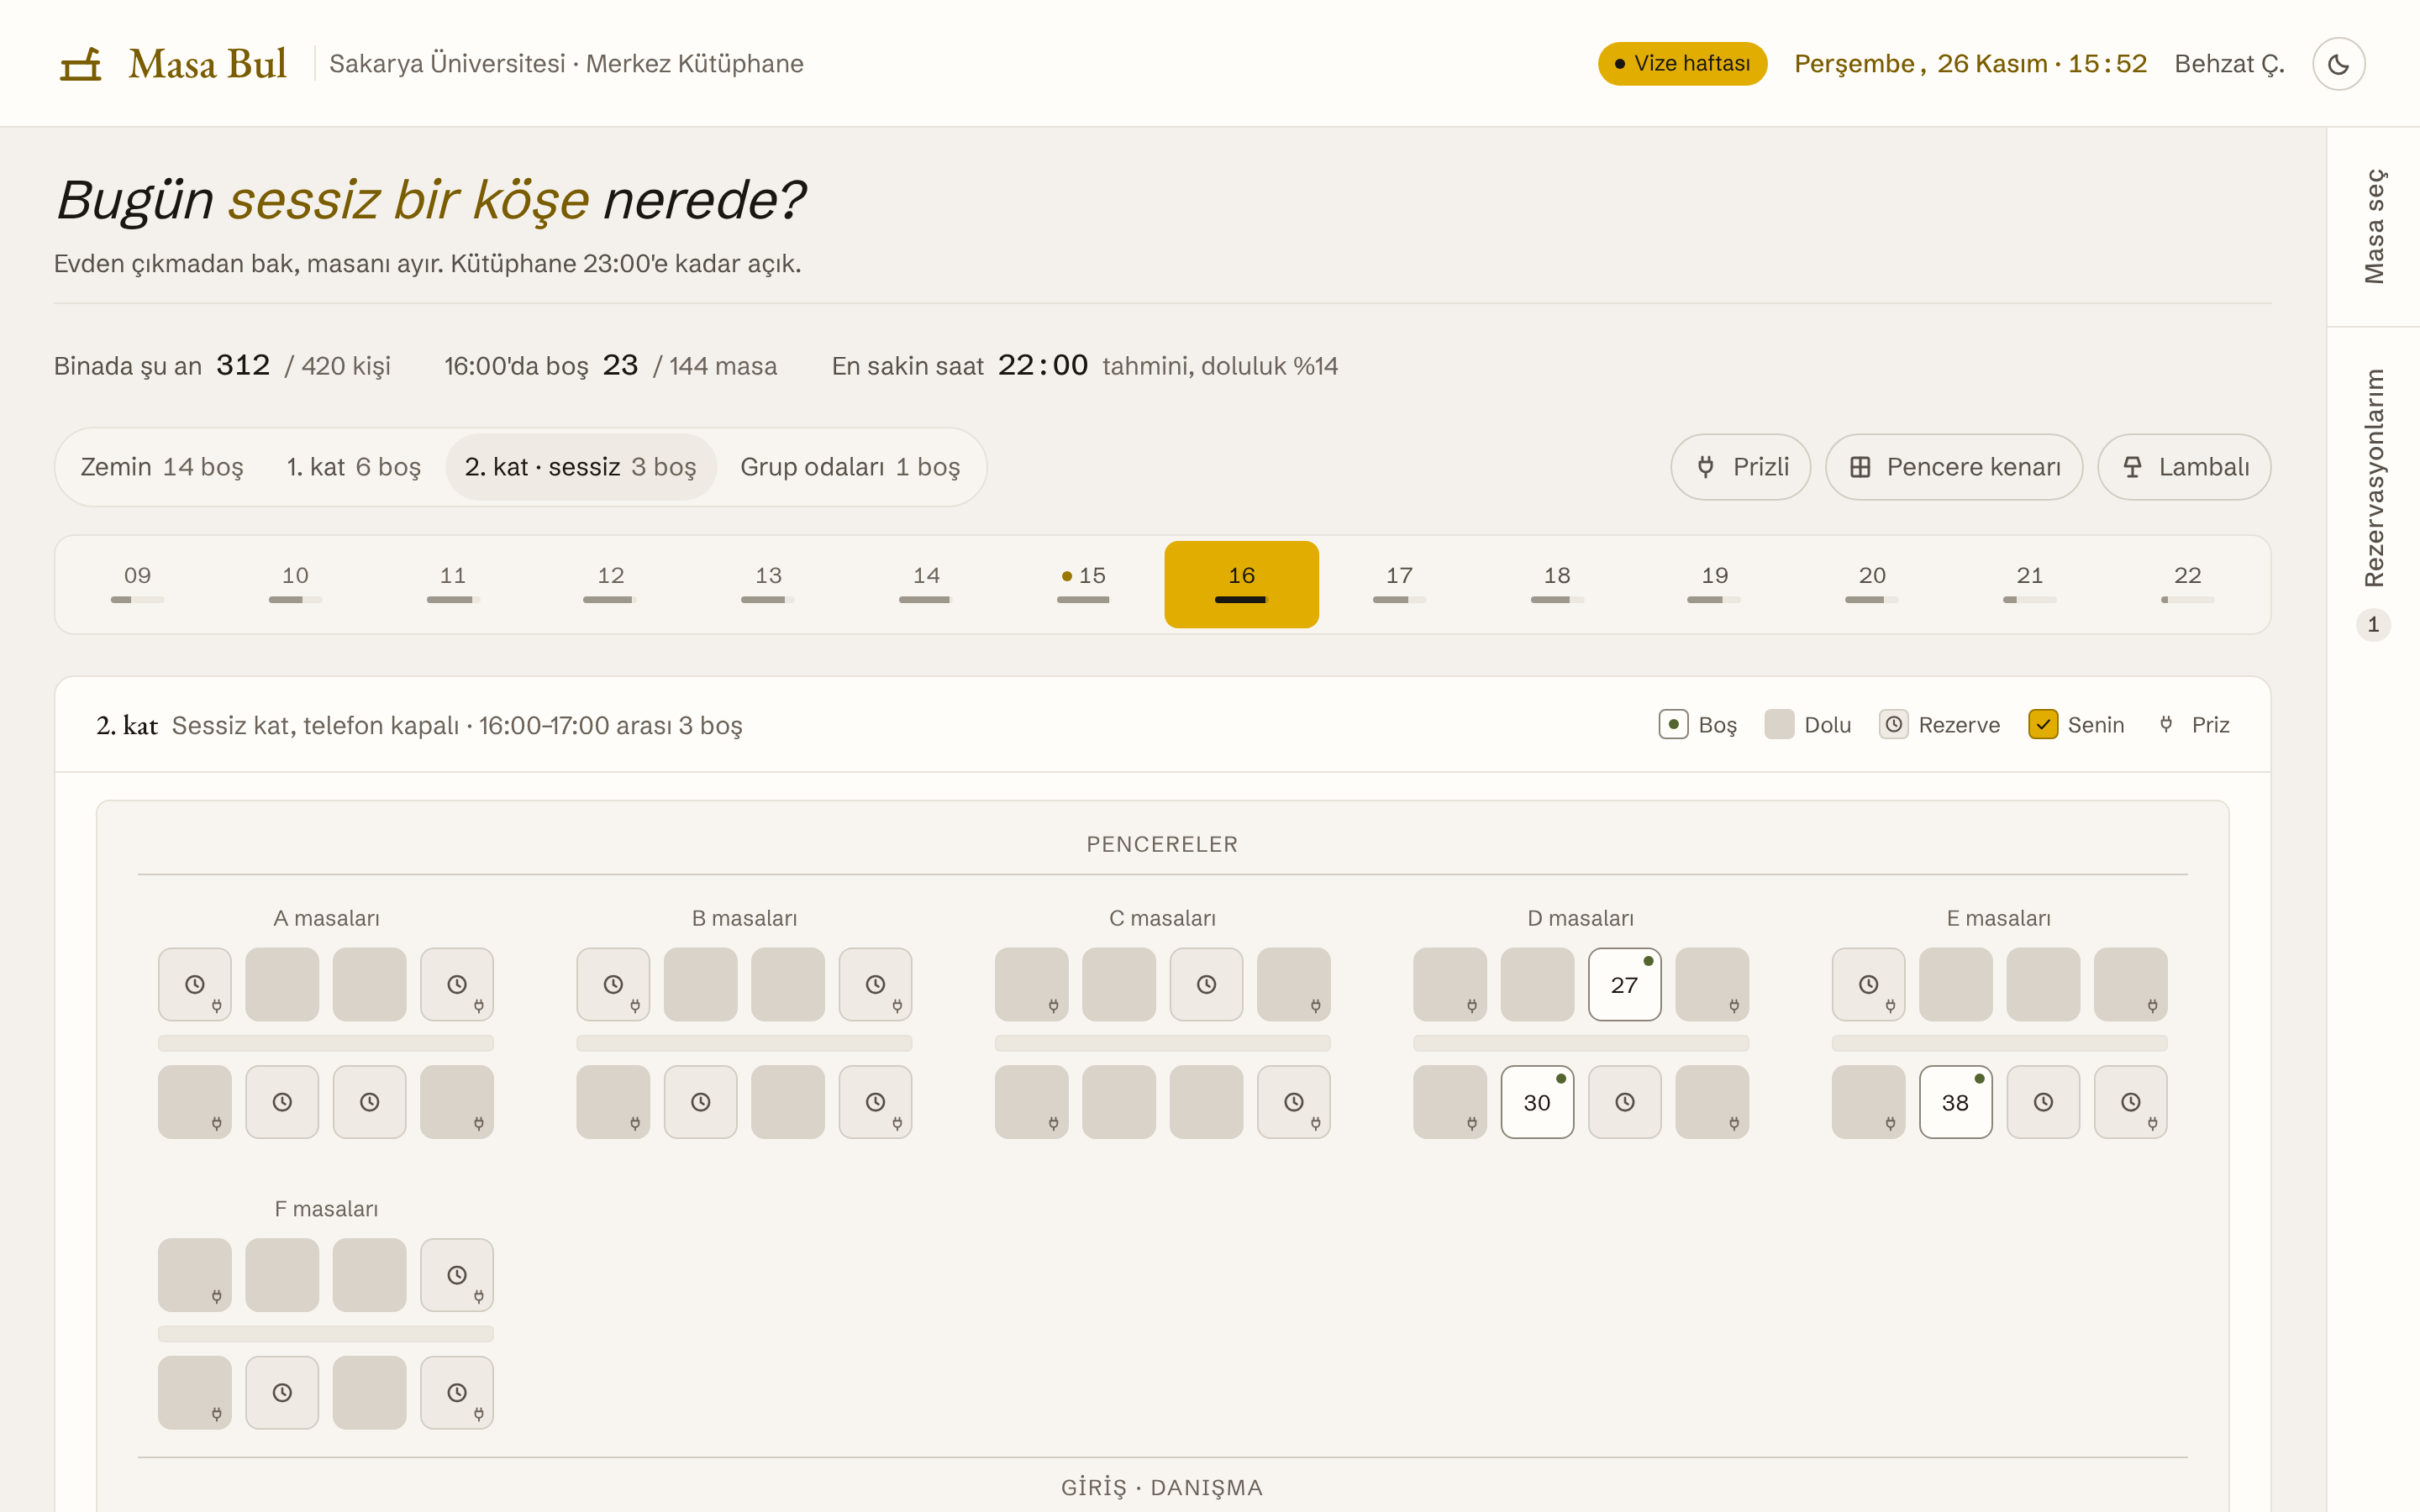 Masa Bul
Sakarya Üniversitesi · Merkez Kütüphane
Vize haftası
Perşembe, 26 Kasım · 15:52
Behzat Ç.
Bugün sessiz bir köşe nerede?
Evden çıkmadan bak, masanı ayır. Kütüphane 23:00'e kadar açık.
Binada şu an 312 / 420 kişi
16:00'da boş 23 / 144 masa
En sakin saat 22:00 tahmini, doluluk %14
Zemin 14 boş
1. kat 6 boş
2. kat · sessiz 3 boş
Grup odaları 1 boş
Prizli
Pencere kenarı
Lambalı
09
10
11
12
13
14
15
16
17
18
19
20
21
22
2. kat Sessiz kat, telefon kapalı · 16:00–17:00 arası 3 boş
Boş
Dolu
Rezerve
Senin
Priz
PENCERELER
A masaları
B masaları
C masaları
D masaları
E masaları
27
30
38
F masaları
GİRİŞ · DANIŞMA
Masa seç
Rezervasyonlarım
1